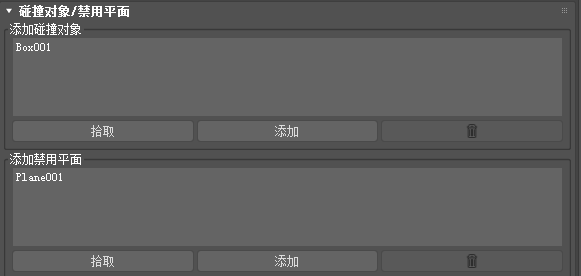 碰撞对象/禁用平面
添加碰撞对象
Box001
拾取 添加
添加禁用平面
Plane001
拾取 添加